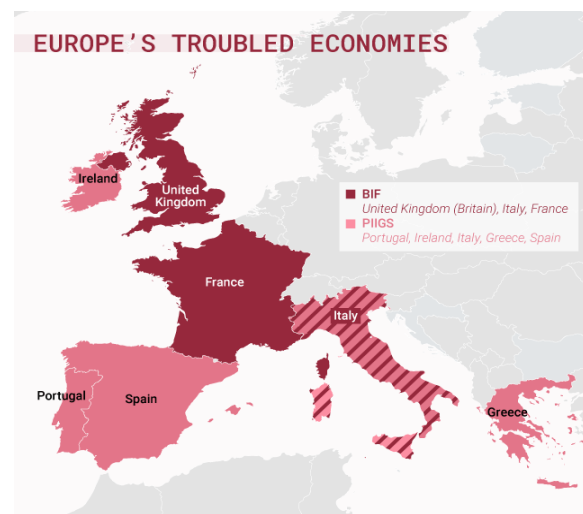 EUROPE'S TROUBLED ECONOMIES
Ireland
United
Kingdom
BIF
United Kingdom (Britain), Italy, France
PIIGS
Portugal, Ireland, Italy, Greece, Spain
France
Italy
Portugal
Spain
Greece